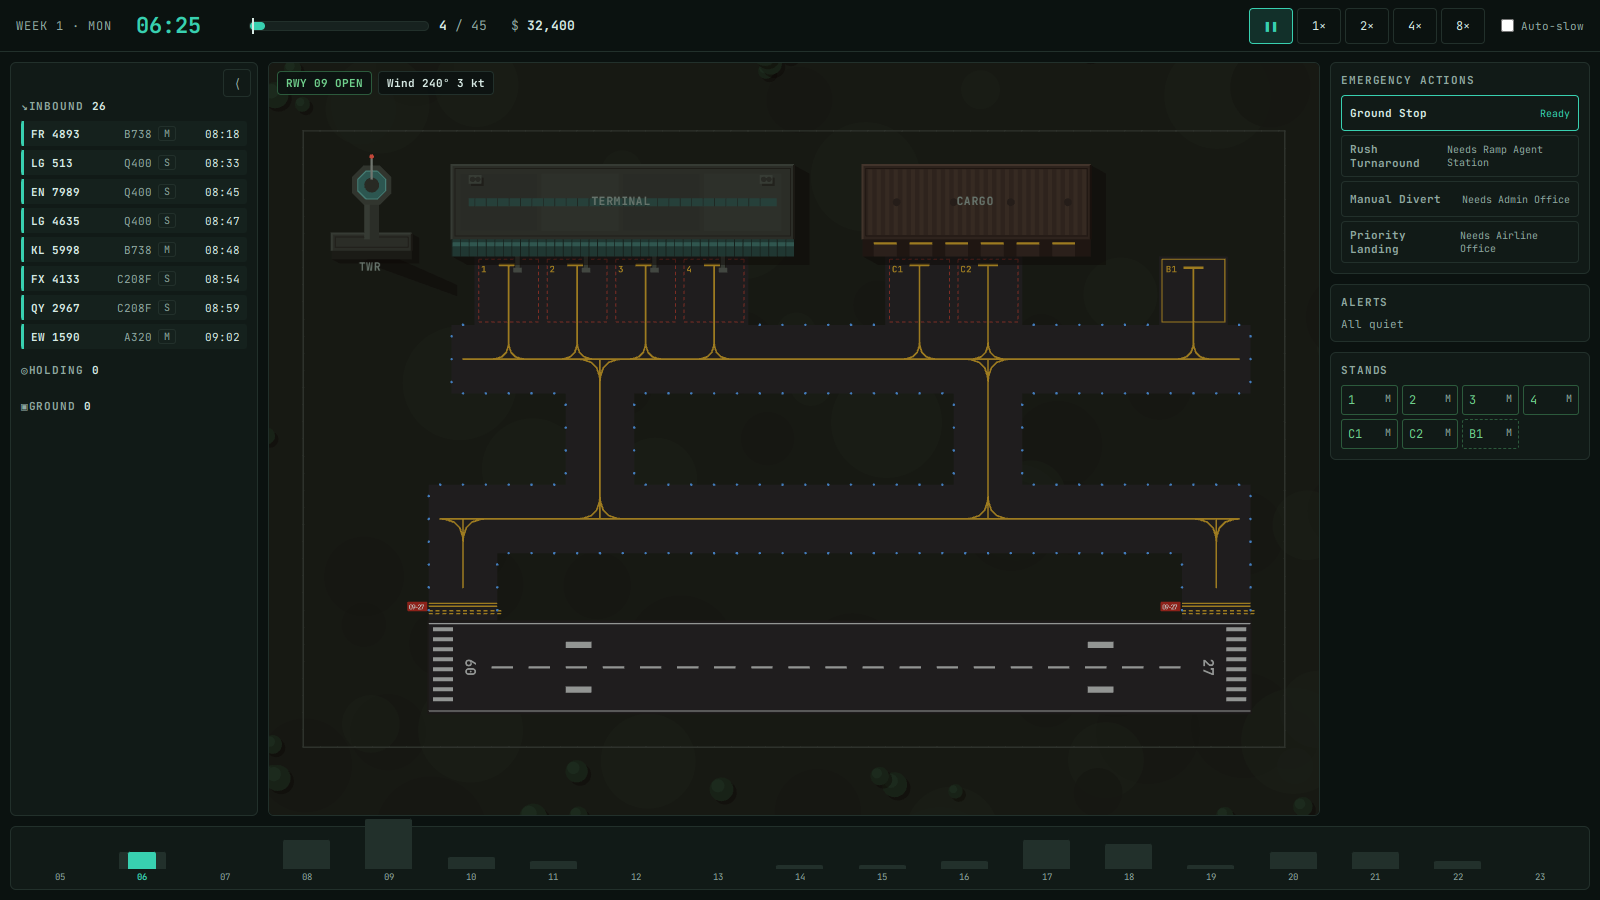 WEEK 1 · MON
06:25
4 / 45
$ 32,400
1×
2×
4×
8×
Auto-slow
INBOUND 26
FR 4893 B738 M 08:18
LG 513 Q400 S 08:33
EN 7989 Q400 S 08:45
LG 4635 Q400 S 08:47
KL 5998 B738 M 08:48
FX 4133 C208F S 08:54
QY 2967 C208F S 08:59
EW 1590 A320 M 09:02
HOLDING 0
GROUND 0
RWY 09 OPEN
Wind 240° 3 kt
TWR
TERMINAL
CARGO
1
2
3
4
C1
C2
B1
09-27
09-27
09
27
EMERGENCY ACTIONS
Ground Stop
Ready
Rush Turnaround
Needs Ramp Agent Station
Manual Divert
Needs Admin Office
Priority Landing
Needs Airline Office
ALERTS
All quiet
STANDS
1 M
2 M
3 M
4 M
C1 M
C2 M
B1 M
05 06 07 08 09 10 11 12 13 14 15 16 17 18 19 20 21 22 23